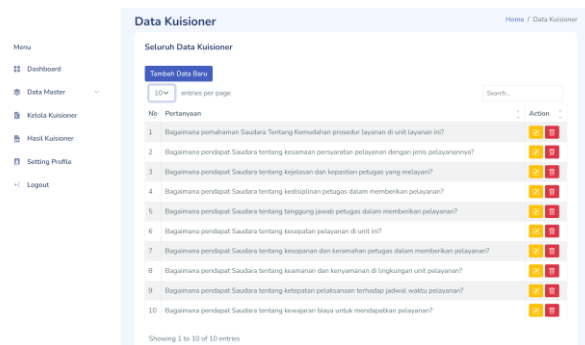 Data Kuisioner
Home / Data Kuisioner
Menu
Dashboard
Data Master
Kelola Kuisioner
Hasil Kuisioner
Setting Profile
Logout
Seluruh Data Kuisioner
Tambah Data Baru
10 entries per page
Search...
No Pertanyaan Action
1 Bagaimana pemahaman Saudara Tentang Kemudahan prosedur layanan di unit layanan ini?
2 Bagaimana pendapat Saudara tentang kesamaan persyaratan pelayanan dengan jenis pelayanannya?
3 Bagaimana pendapat Saudara tentang kejelasan dan kepastian petugas yang melayani?
4 Bagaimana pendapat Saudara tentang kedisiplinan petugas dalam memberikan pelayanan?
5 Bagaimana pendapat Saudara tentang tanggung jawab petugas dalam memberikan pelayanan?
6 Bagaimana pendapat Saudara tentang kecepatan pelayanan di unit ini?
7 Bagaimana pendapat Saudara tentang kesopanan dan keramahan petugas dalam memberikan pelayanan?
8 Bagaimana pendapat Saudara tentang keamanan dan kenyamanan di lingkungan unit pelayanan?
9 Bagaimana pendapat Saudara tentang ketepatan pelaksanaan terhadap jadwal waktu pelayanan?
10 Bagaimana pendapat Saudara tentang kewajaran biaya untuk mendapatkan pelayanan?
Showing 1 to 10 of 10 entries